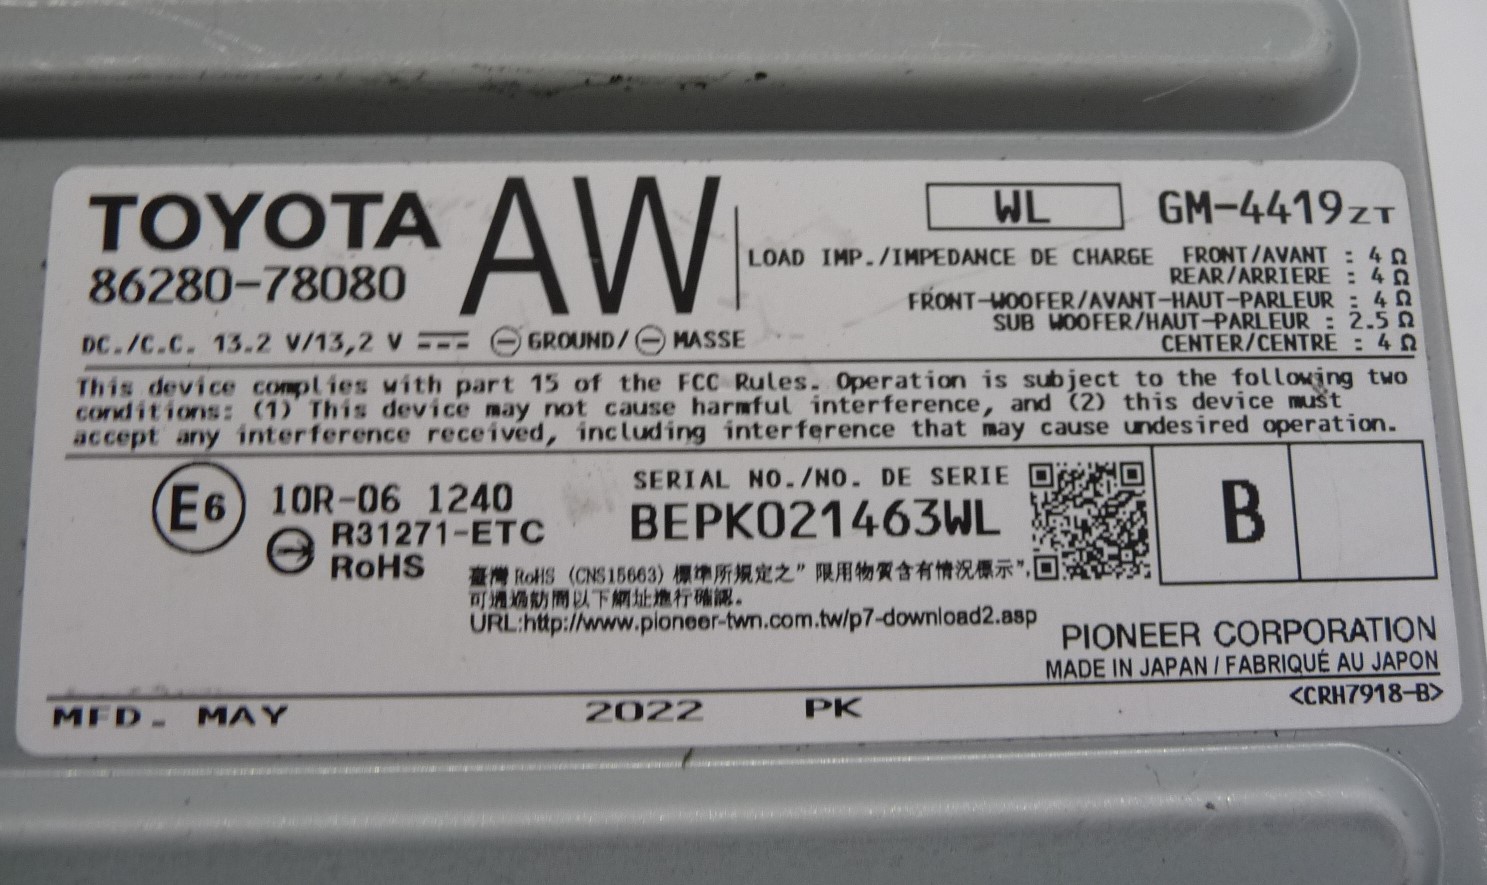 TOYOTA AW WL GM-4419ZT
86280-78080
LOAD IMP./IMPEDANCE DE CHARGE FRONT/AVANT : 4 Ω
REAR/ARRIERE : 4 Ω
FRONT-WOOFER/AVANT-HAUT-PARLEUR : 4 Ω
SUB WOOFER/HAUT-PARLEUR : 2.5 Ω
CENTER/CENTRE : 4 Ω
DC./C.C. 13.2 V/13,2 V ⎓ ⊖ GROUND/ ⊖ MASSE
This device complies with part 15 of the FCC Rules. Operation is subject to the following two
conditions: (1) This device may not cause harmful interference, and (2) this device must
accept any interference received, including interference that may cause undesired operation.
E6 10R-06 1240
R31271-ETC
RoHS
SERIAL NO./NO. DE SERIE
BEPK021463WL
B
臺灣 RoHS (CNS15663) 標準所規定之"限用物質含有情況標示",
可通過訪問以下網址進行確認。
URL:http://www.pioneer-twn.com.tw/p7-download2.asp
PIONEER CORPORATION
MADE IN JAPAN / FABRIQUÉ AU JAPON
<CRH7918-B>
MFD. MAY 2022 PK